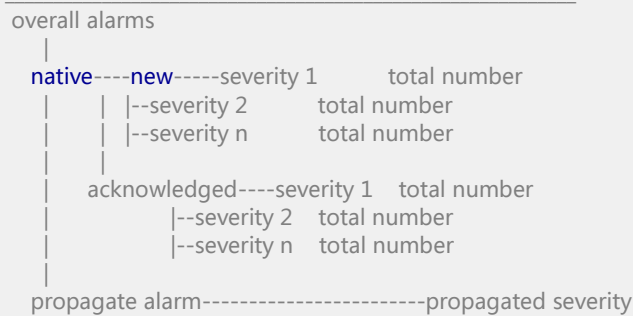 overall alarms
|
native----new-----severity 1 total number
| | |--severity 2 total number
| | |--severity n total number
| |
| acknowledged----severity 1 total number
| |--severity 2 total number
| |--severity n total number
|
propagate alarm------------------------propagated severity